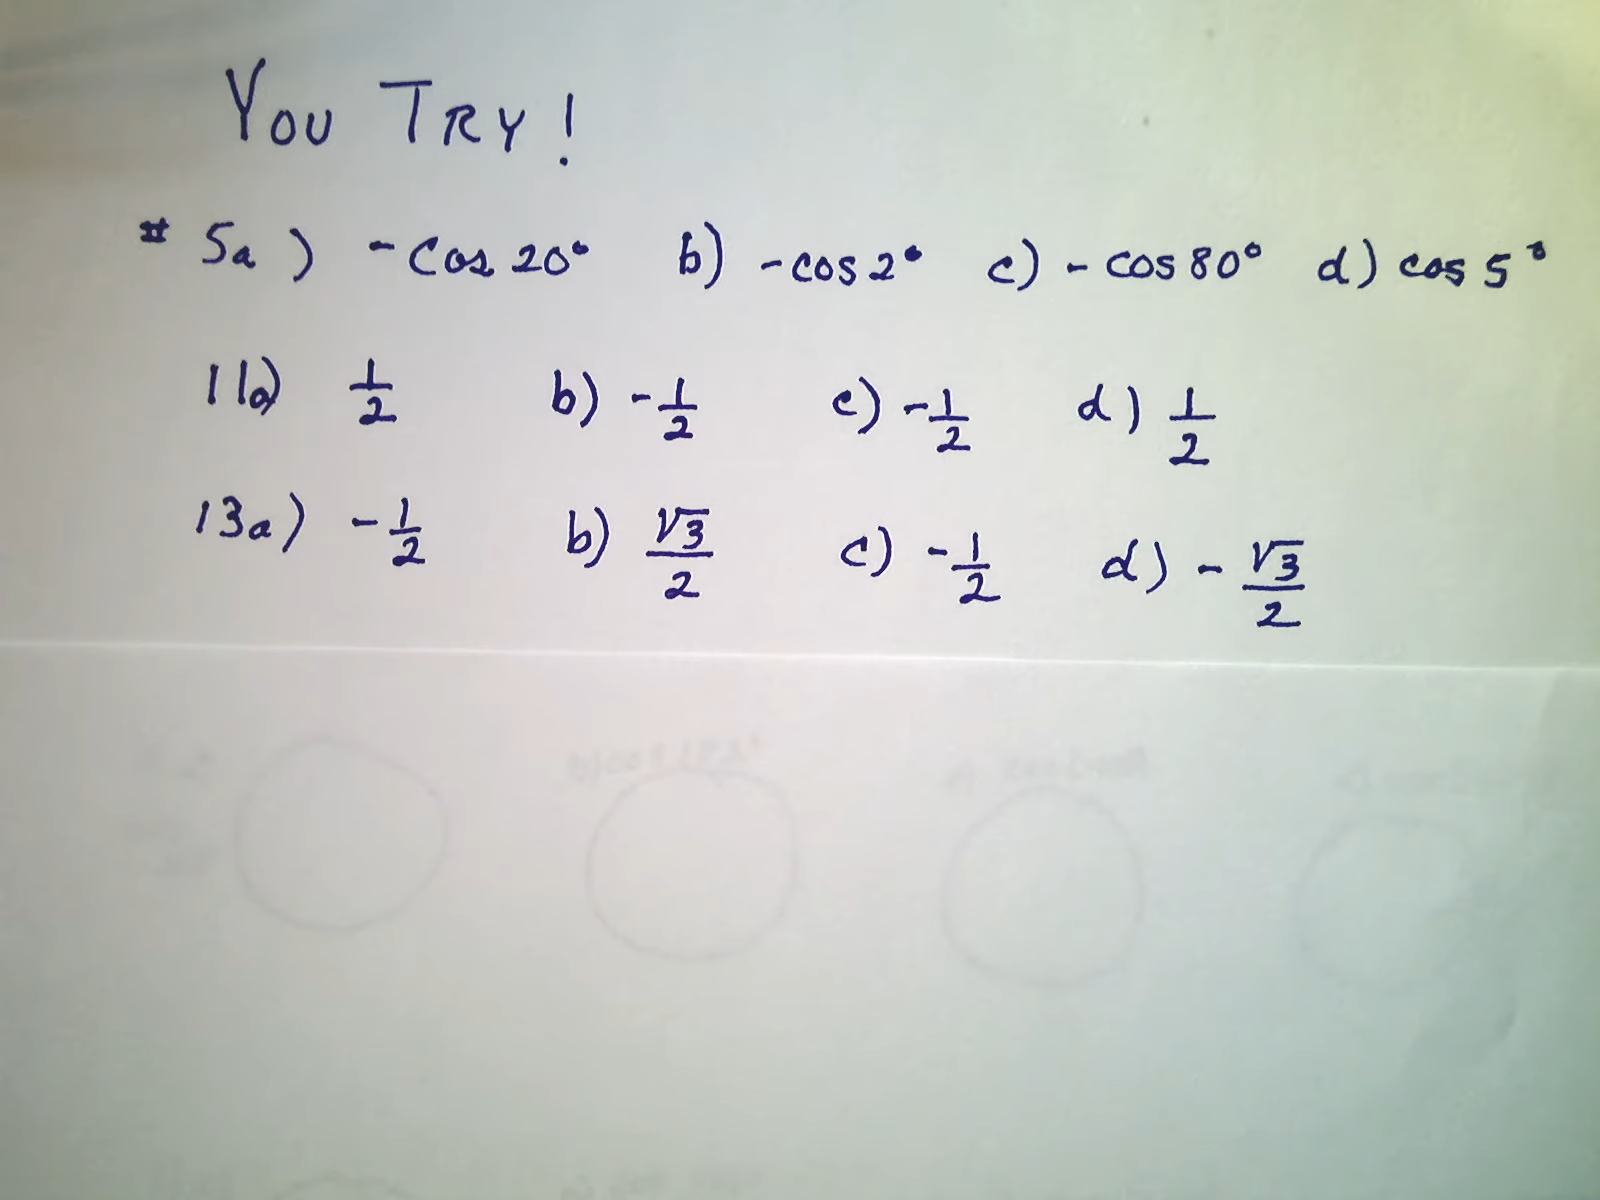 YOU TRY!
# 5a) -cos 20° b) -cos 2° c) - cos 80° d) cos 5°
11a) 1/2 b) -1/2 c) -1/2 d) 1/2
13a) -1/2 b) √3/2 c) -1/2 d) -√3/2